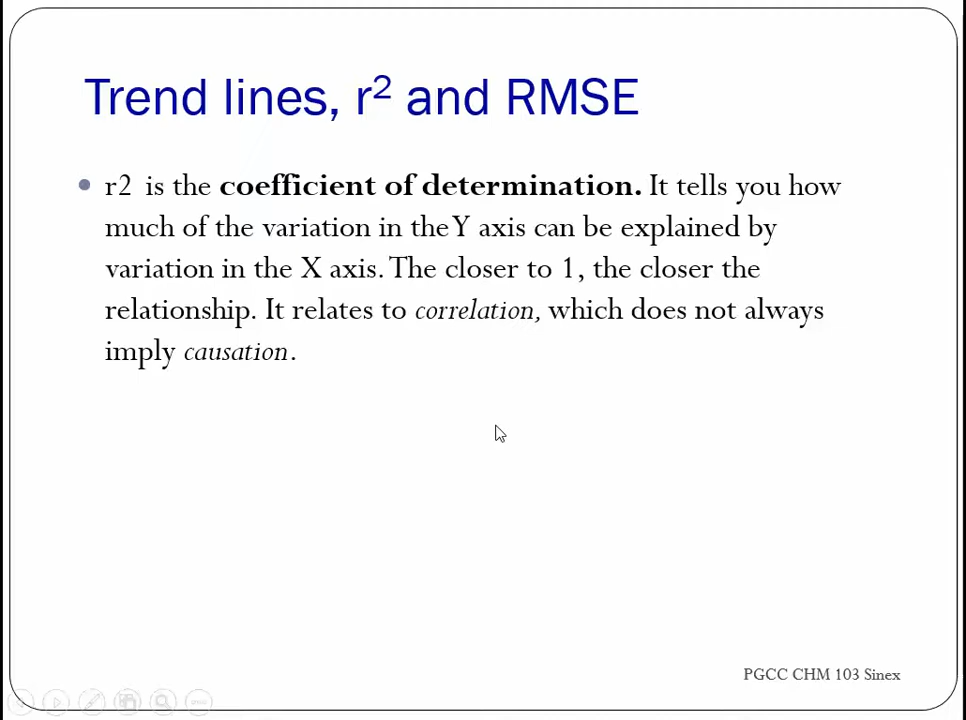 Trend lines, r² and RMSE
r2 is the coefficient of determination. It tells you how
much of the variation in the Y axis can be explained by
variation in the X axis. The closer to 1, the closer the
relationship. It relates to correlation, which does not always
imply causation.
PGCC CHM 103 Sinex